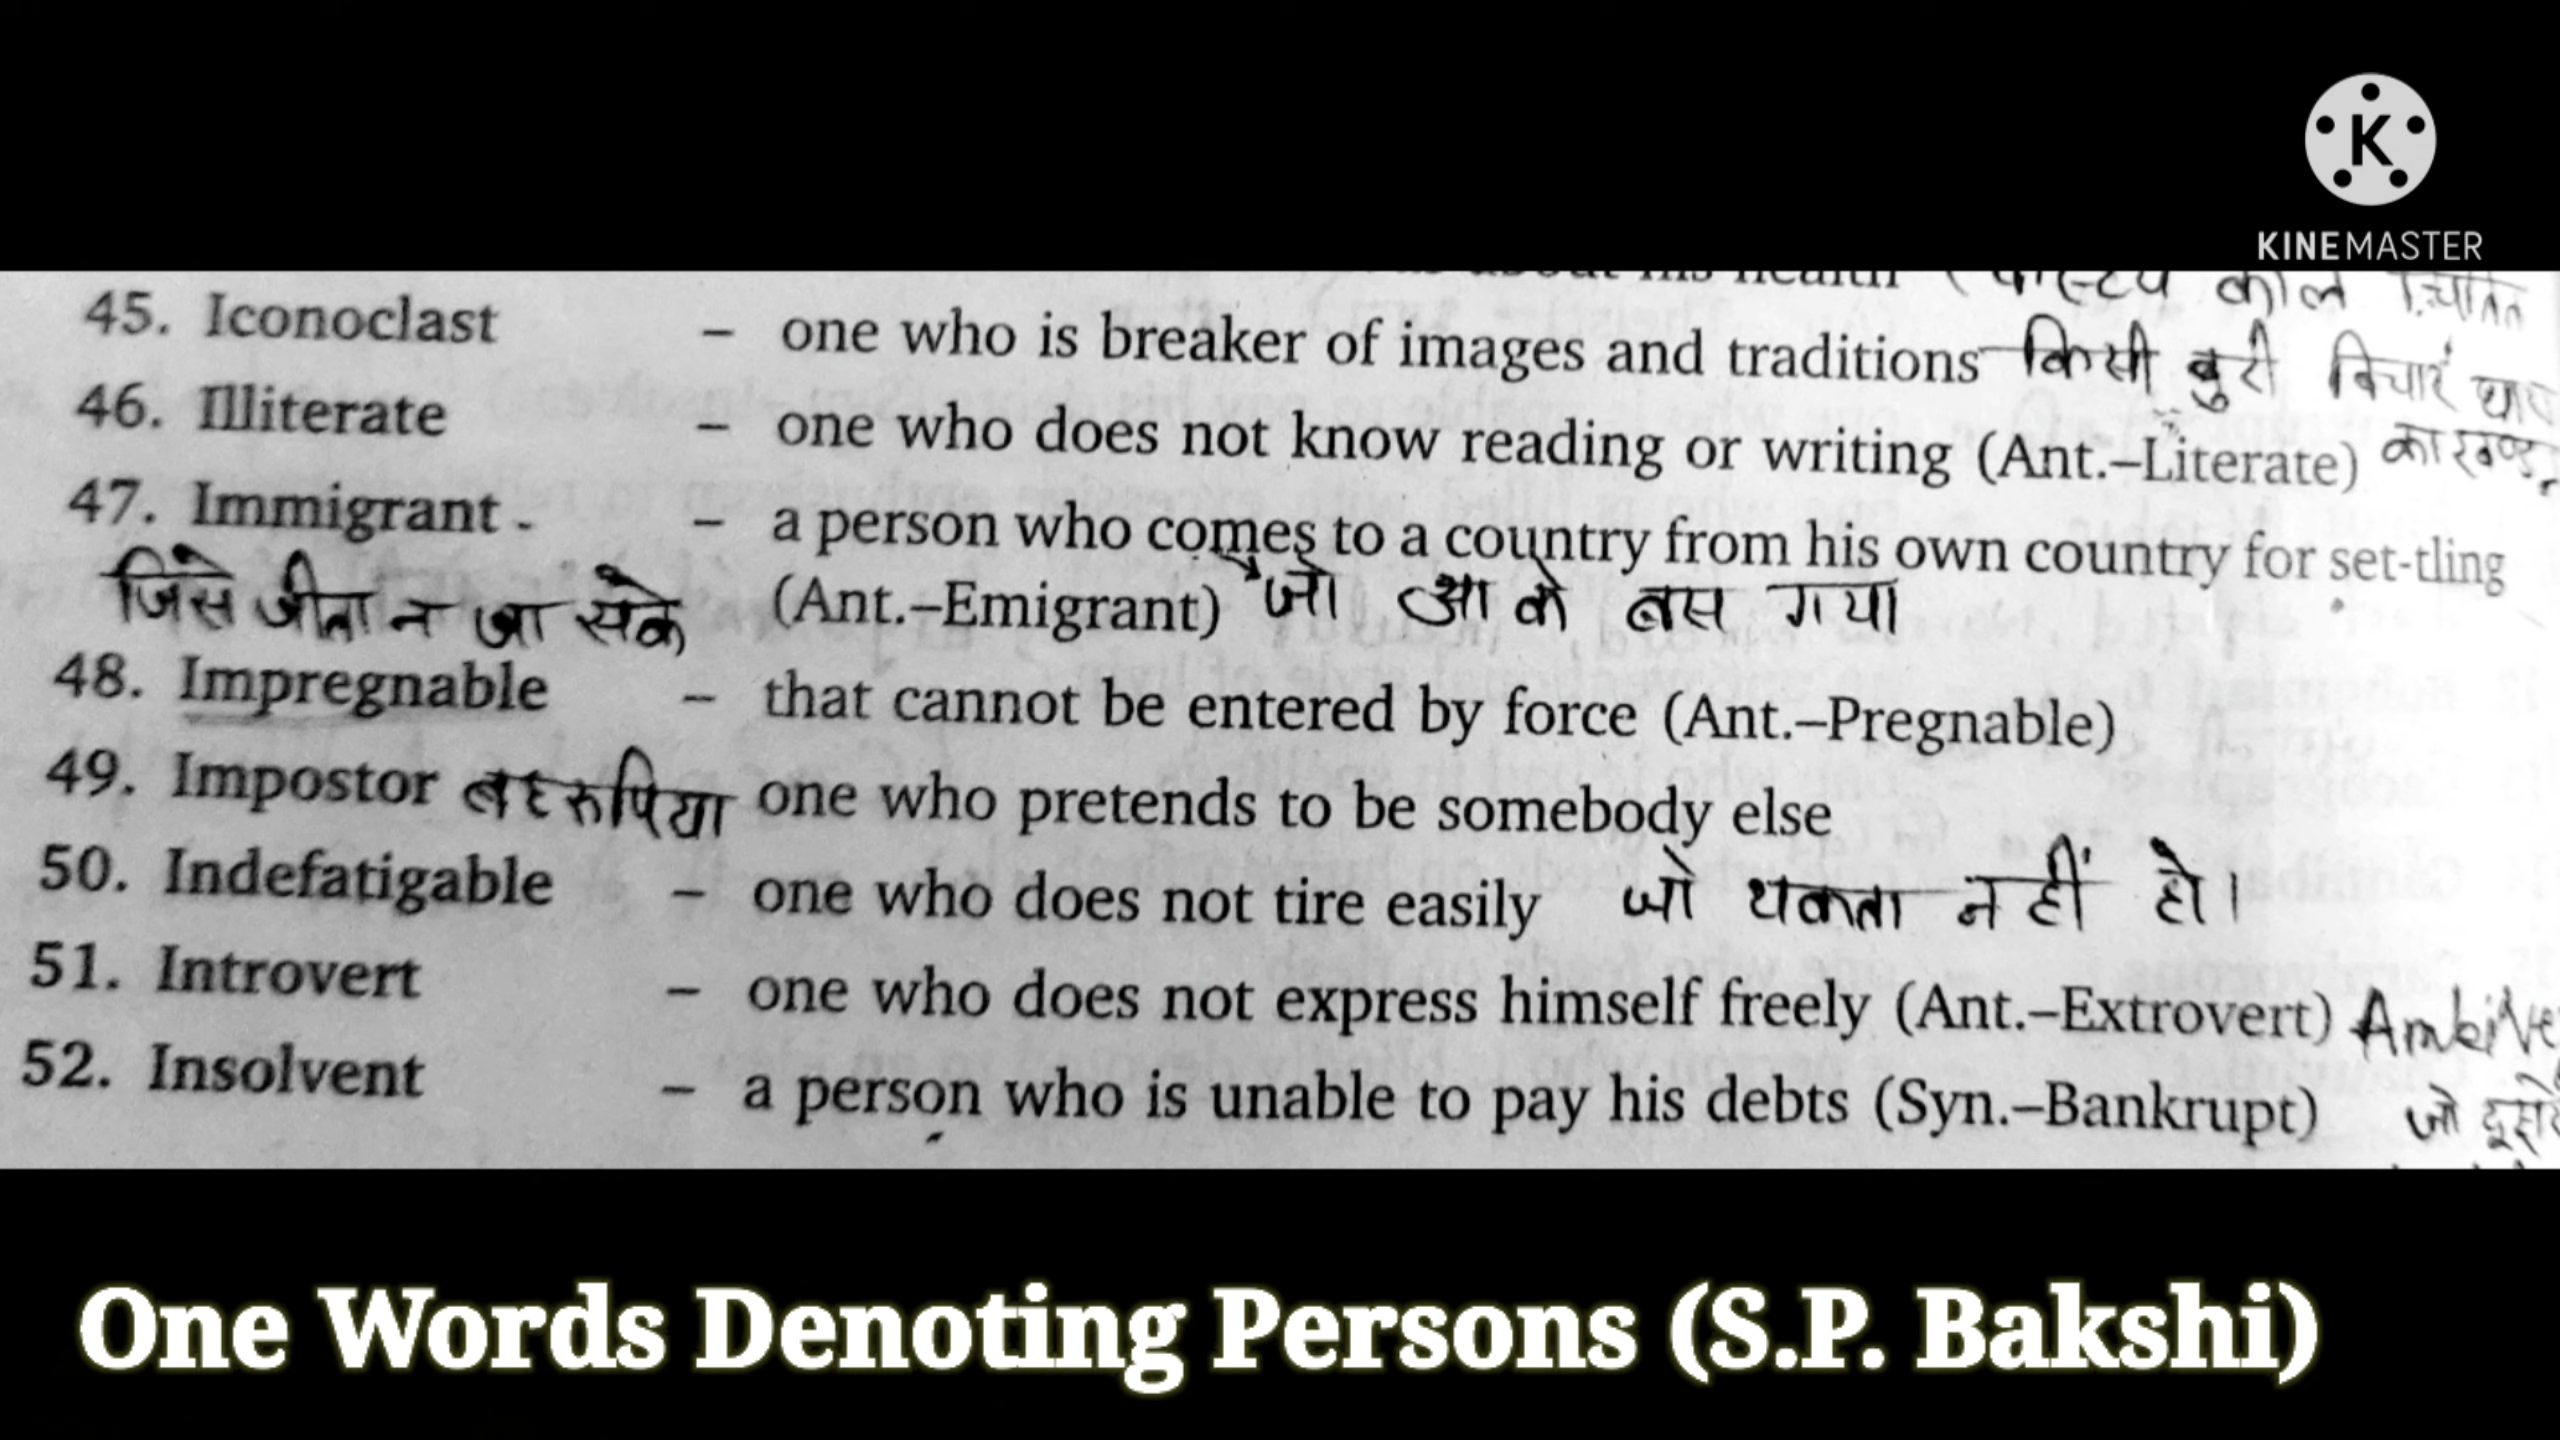 K
KINEMASTER
about his health
45. Iconoclast – one who is breaker of images and traditions किसी बुरी
46. Illiterate – one who does not know reading or writing (Ant.–Literate)
47. Immigrant - – a person who comes to a country from his own country for set-tling
जिसे जीता न जा सके (Ant.–Emigrant) जो आ के बस गया
48. Impregnable – that cannot be entered by force (Ant.–Pregnable)
49. Impostor बहरुपिया one who pretends to be somebody else
50. Indefatigable – one who does not tire easily जो थकता नहीं हो।
51. Introvert – one who does not express himself freely (Ant.–Extrovert)
52. Insolvent – a person who is unable to pay his debts (Syn.–Bankrupt) जो
One Words Denoting Persons (S.P. Bakshi)